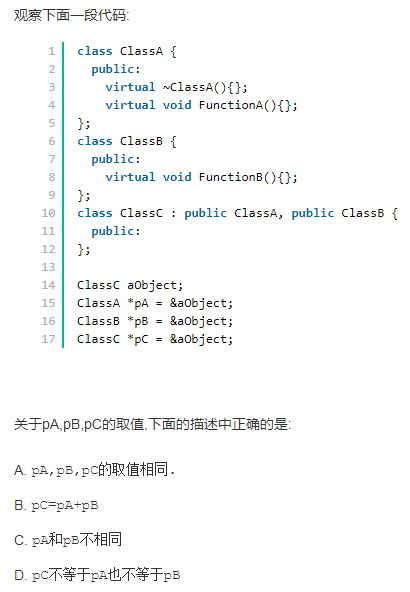 观察下面一段代码:
1 class ClassA {
2 public:
3 virtual ~ClassA(){};
4 virtual void FunctionA(){};
5 };
6 class ClassB {
7 public:
8 virtual void FunctionB(){};
9 };
10 class ClassC : public ClassA, public ClassB {
11 public:
12 };
13
14 ClassC aObject;
15 ClassA *pA = &aObject;
16 ClassB *pB = &aObject;
17 ClassC *pC = &aObject;
关于pA,pB,pC的取值,下面的描述中正确的是:
A. pA,pB,pC的取值相同.
B. pC=pA+pB
C. pA和pB不相同
D. pC不等于pA也不等于pB